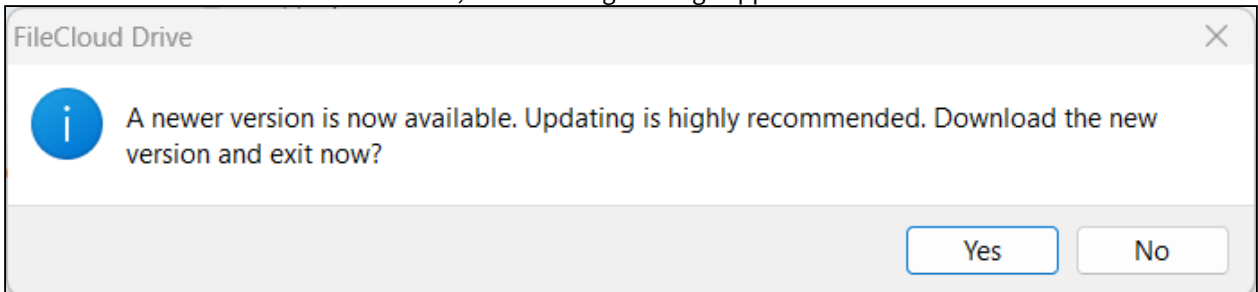 FileCloud Drive
A newer version is now available. Updating is highly recommended. Download the new
version and exit now?
Yes
No